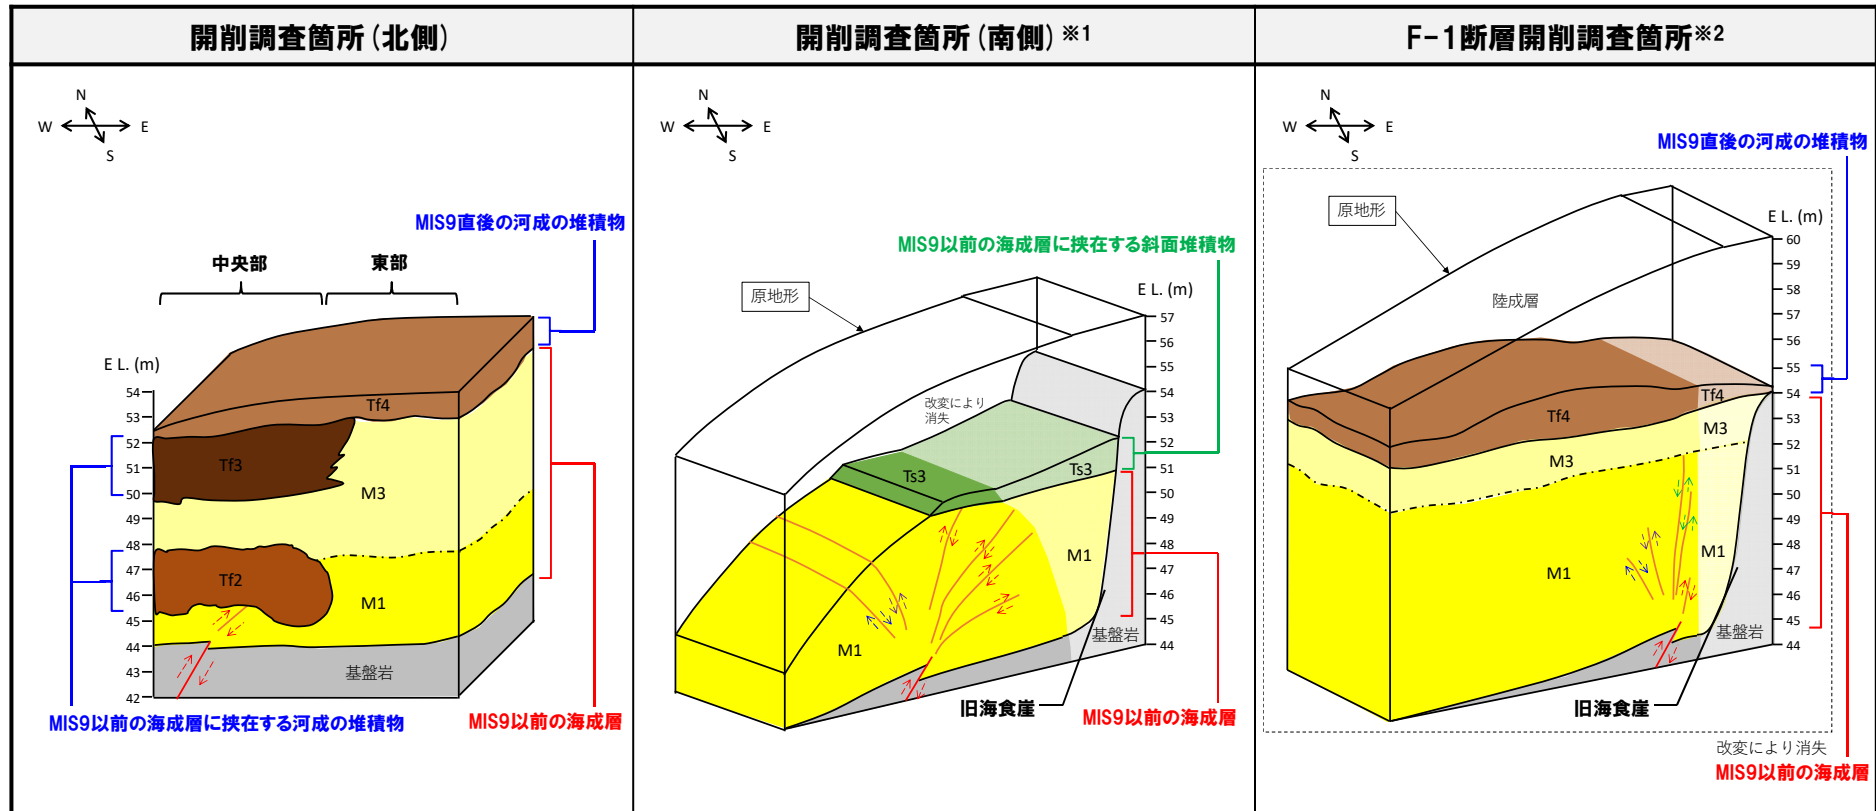 開削調査箇所(北側)
開削調査箇所(南側)※1
F-1断層開削調査箇所※2
N
W
E
S
MIS9直後の河成の堆積物
中央部
東部
E L. (m)
54
53
52
51
50
49
48
47
46
45
44
43
42
Tf4
Tf3
M3
Tf2
M1
基盤岩
MIS9以前の海成層に挟在する河成の堆積物
MIS9以前の海成層
N
W
E
S
MIS9以前の海成層に挟在する斜面堆積物
原地形
E L. (m)
57
56
55
54
53
52
51
50
49
48
47
46
45
44
改変により
消失
Ts3
Ts3
M1
M1
基盤岩
旧海食崖
MIS9以前の海成層
N
W
E
S
MIS9直後の河成の堆積物
原地形
E L. (m)
60
59
58
57
56
55
54
53
52
51
50
49
48
47
46
45
44
陸成層
Tf4
Tf4
M3
M3
M1
M1
基盤岩
旧海食崖
改変により消失
MIS9以前の海成層